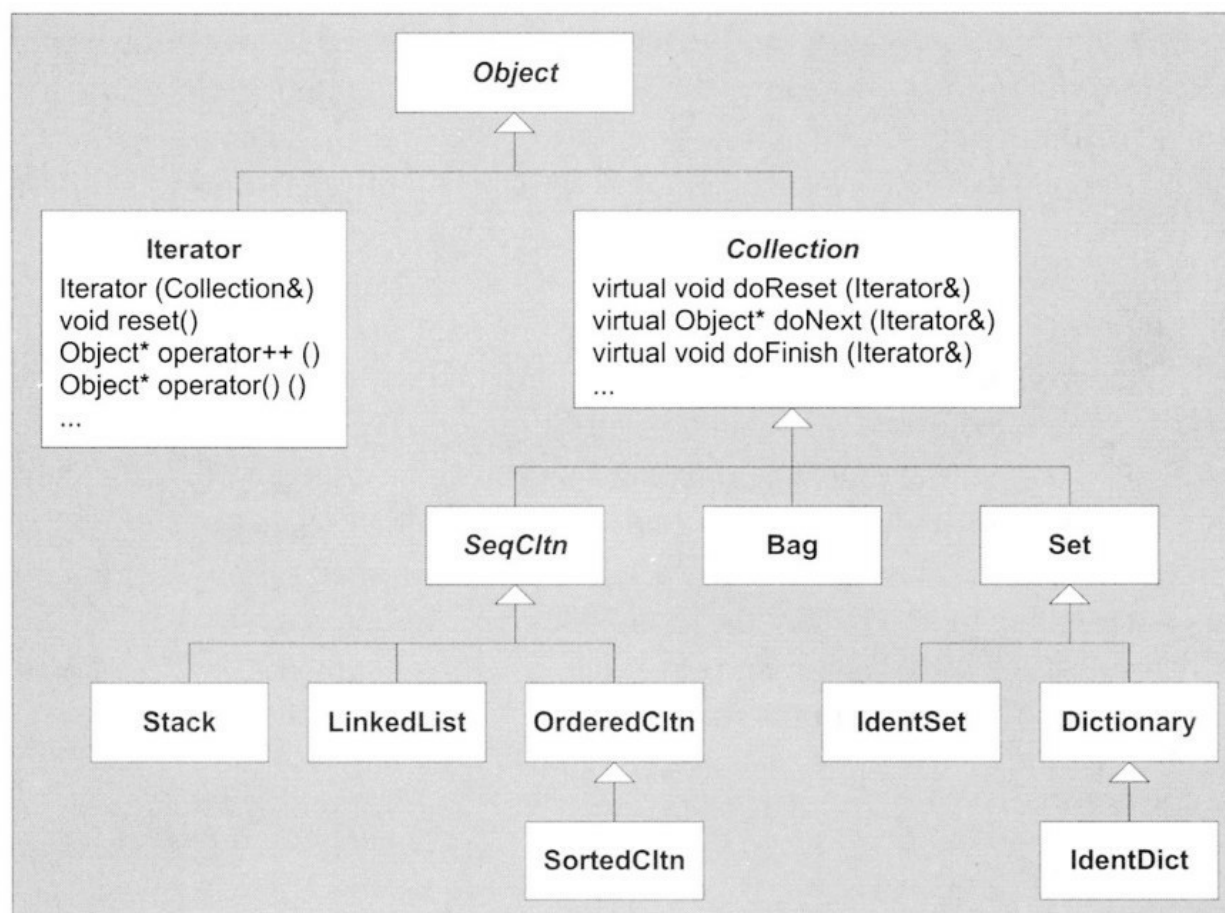 Object
Iterator
Iterator (Collection&)
void reset()
Object* operator++ ()
Object* operator() ()
...
Collection
virtual void doReset (Iterator&)
virtual Object* doNext (Iterator&)
virtual void doFinish (Iterator&)
...
SeqCltn
Bag
Set
Stack
LinkedList
OrderedCltn
IdentSet
Dictionary
SortedCltn
IdentDict